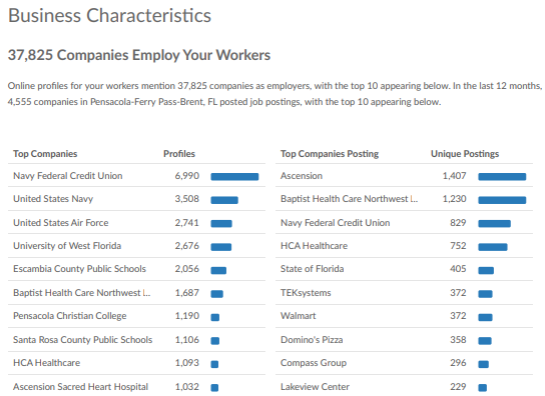 Business Characteristics
37,825 Companies Employ Your Workers
Online profiles for your workers mention 37,825 companies as employers, with the top 10 appearing below. In the last 12 months,
4,555 companies in Pensacola-Ferry Pass-Brent, FL posted job postings, with the top 10 appearing below.
Top Companies Profiles Top Companies Posting Unique Postings
Navy Federal Credit Union 6,990 Ascension 1,407
United States Navy 3,508 Baptist Health Care Northwest L... 1,230
United States Air Force 2,741 Navy Federal Credit Union 829
University of West Florida 2,676 HCA Healthcare 752
Escambia County Public Schools 2,056 State of Florida 405
Baptist Health Care Northwest L... 1,687 TEKsystems 372
Pensacola Christian College 1,190 Walmart 372
Santa Rosa County Public Schools 1,106 Domino's Pizza 358
HCA Healthcare 1,093 Compass Group 296
Ascension Sacred Heart Hospital 1,032 Lakeview Center 229